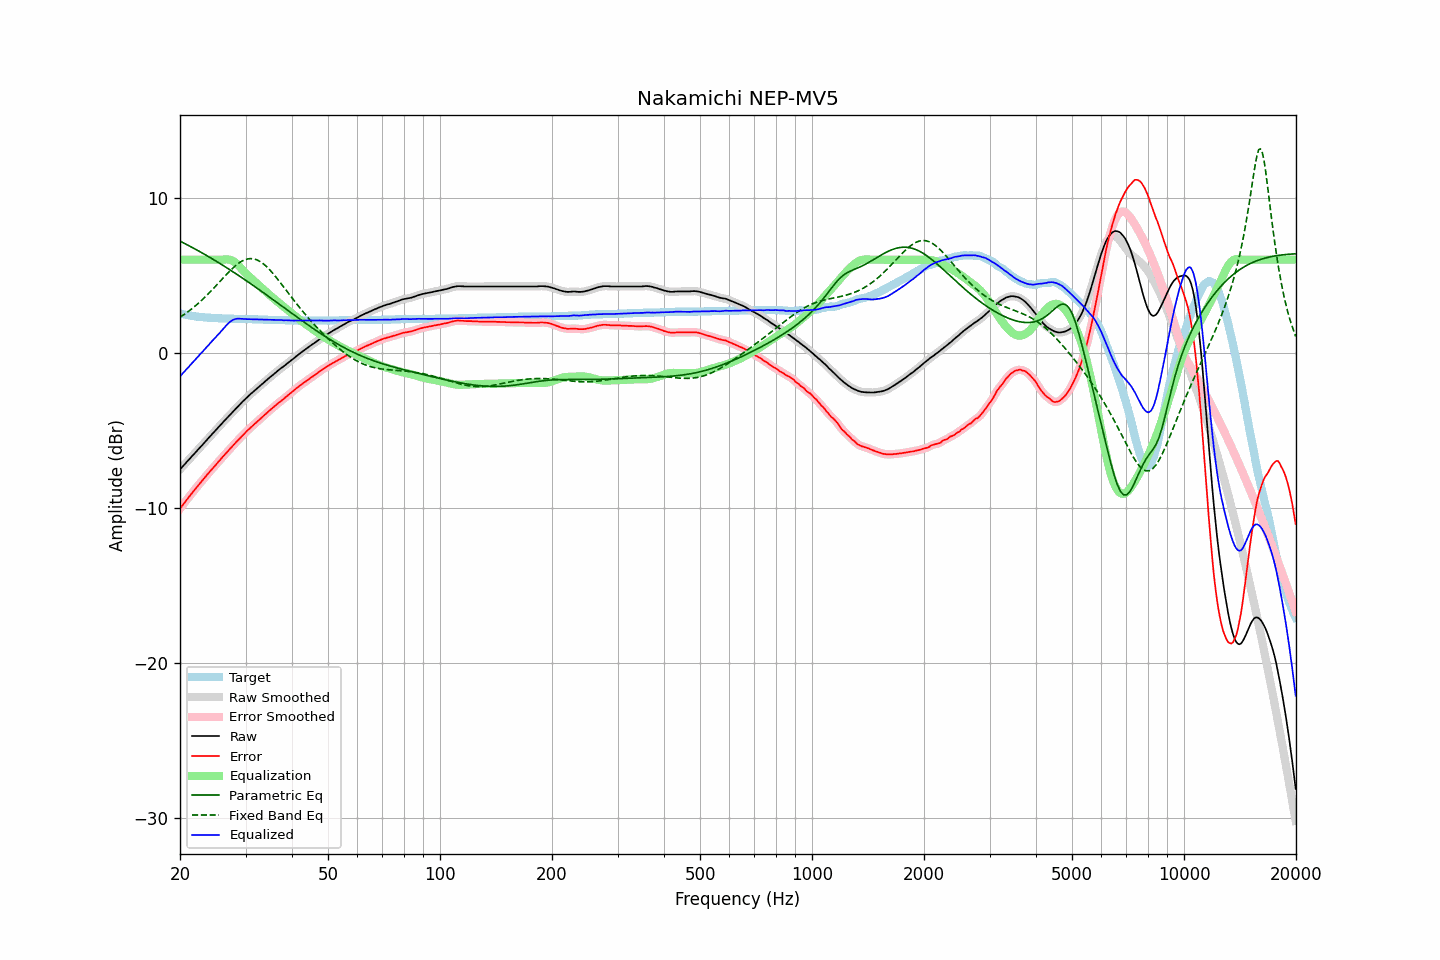 Nakamichi NEP-MV5
Amplitude (dBr)
10
0
−10
−20
−30
Target
Raw Smoothed
Error Smoothed
Raw
Error
Equalization
Parametric Eq
Fixed Band Eq
Equalized
20 50 100 200 500 1000 2000 5000 10000 20000
Frequency (Hz)